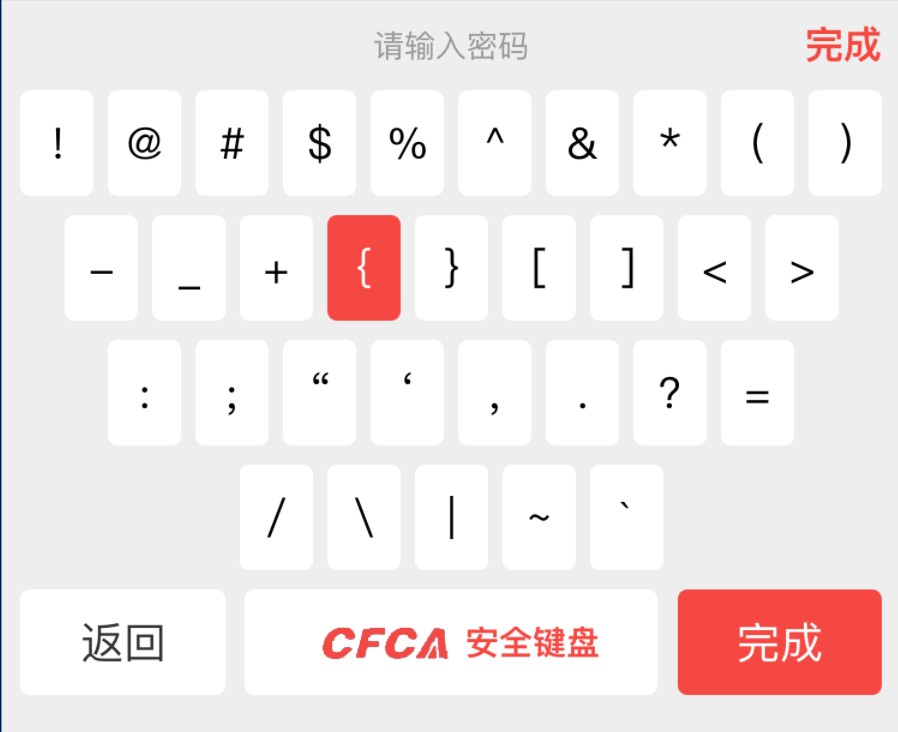 请输入密码 完成
! @ # $ % ^ & * ( )
– _ + { } [ ] < >
: ; “ ‘ , . ? =
/ \ | ~ `
返回 CFCA 安全键盘 完成